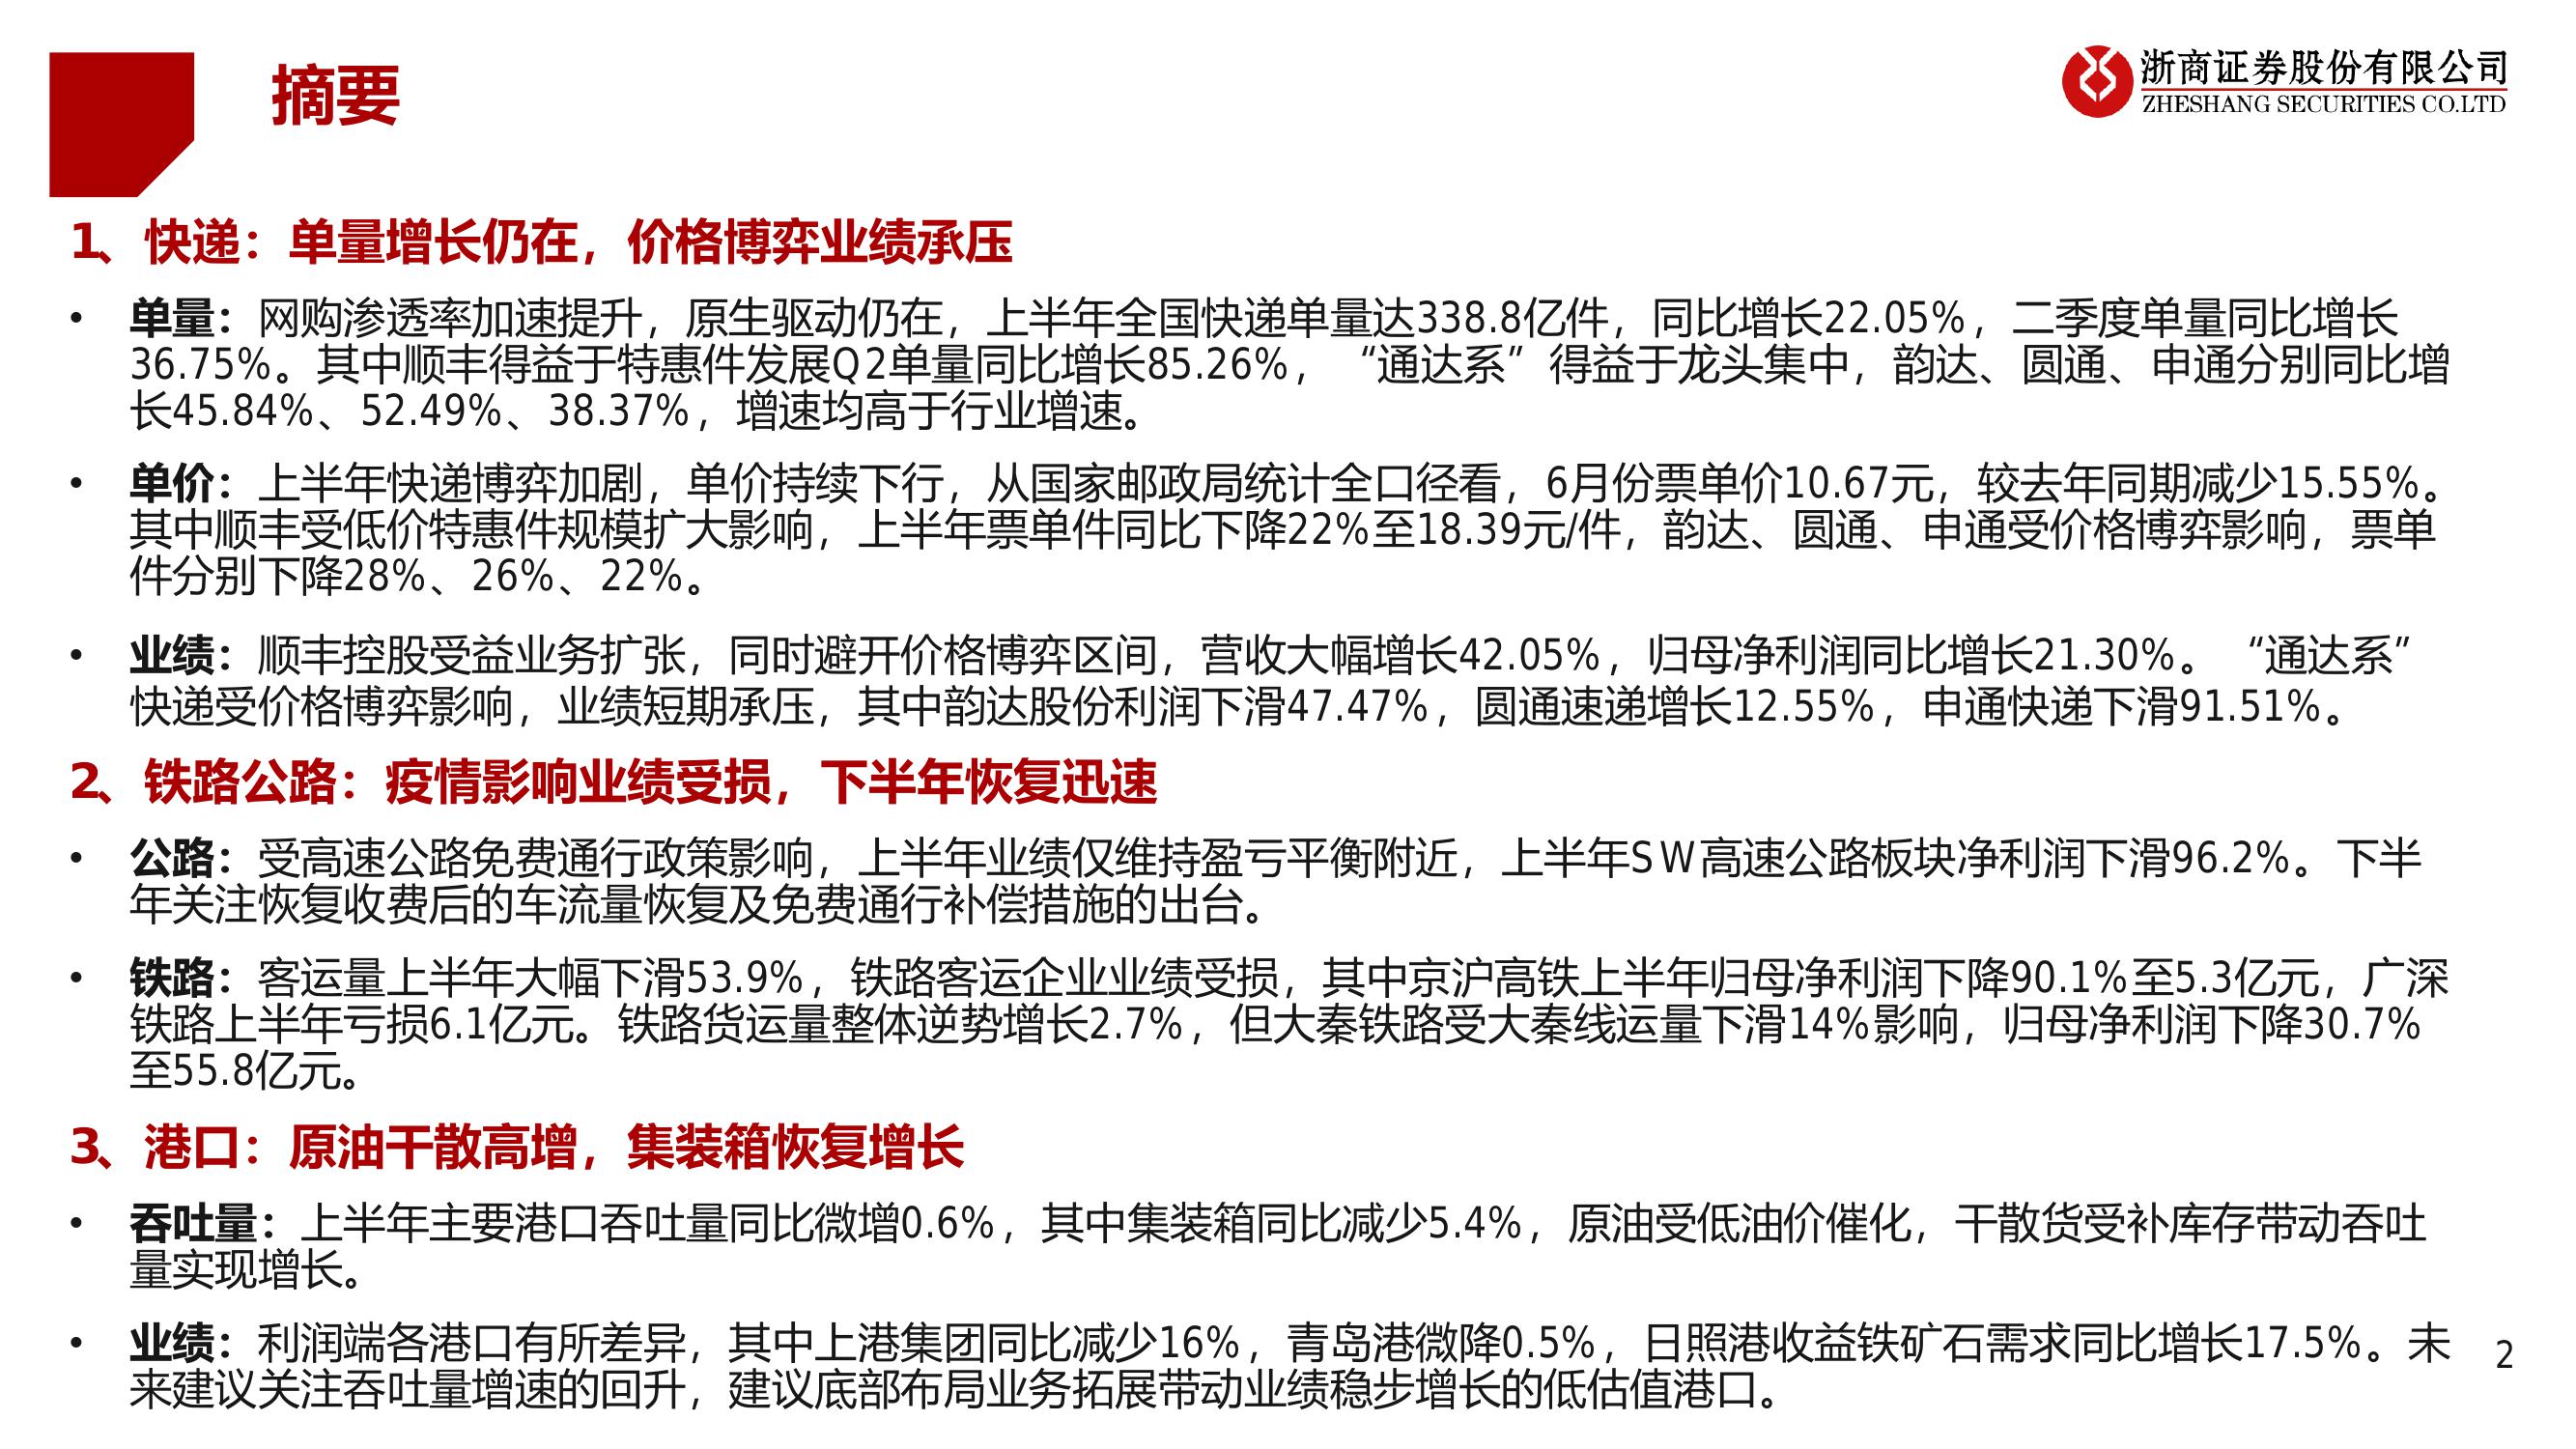 摘要
浙商证券股份有限公司
ZHESHANG SECURITIES CO.LTD
1、快递：单量增长仍在，价格博弈业绩承压
• 单量：网购渗透率加速提升，原生驱动仍在，上半年全国快递单量达338.8亿件，同比增长22.05%，二季度单量同比增长
36.75%。其中顺丰得益于特惠件发展Q2单量同比增长85.26%，“通达系”得益于龙头集中，韵达、圆通、申通分别同比增
长45.84%、52.49%、38.37%，增速均高于行业增速。
• 单价：上半年快递博弈加剧，单价持续下行，从国家邮政局统计全口径看，6月份票单价10.67元，较去年同期减少15.55%。
其中顺丰受低价特惠件规模扩大影响，上半年票单件同比下降22%至18.39元/件，韵达、圆通、申通受价格博弈影响，票单
件分别下降28%、26%、22%。
• 业绩：顺丰控股受益业务扩张，同时避开价格博弈区间，营收大幅增长42.05%，归母净利润同比增长21.30%。“通达系”
快递受价格博弈影响，业绩短期承压，其中韵达股份利润下滑47.47%，圆通速递增长12.55%，申通快递下滑91.51%。
2、铁路公路：疫情影响业绩受损，下半年恢复迅速
• 公路：受高速公路免费通行政策影响，上半年业绩仅维持盈亏平衡附近，上半年SW高速公路板块净利润下滑96.2%。下半
年关注恢复收费后的车流量恢复及免费通行补偿措施的出台。
• 铁路：客运量上半年大幅下滑53.9%，铁路客运企业业绩受损，其中京沪高铁上半年归母净利润下降90.1%至5.3亿元，广深
铁路上半年亏损6.1亿元。铁路货运量整体逆势增长2.7%，但大秦铁路受大秦线运量下滑14%影响，归母净利润下降30.7%
至55.8亿元。
3、港口：原油干散高增，集装箱恢复增长
• 吞吐量：上半年主要港口吞吐量同比微增0.6%，其中集装箱同比减少5.4%，原油受低油价催化，干散货受补库存带动吞吐
量实现增长。
• 业绩：利润端各港口有所差异，其中上港集团同比减少16%，青岛港微降0.5%，日照港收益铁矿石需求同比增长17.5%。未
来建议关注吞吐量增速的回升，建议底部布局业务拓展带动业绩稳步增长的低估值港口。
2